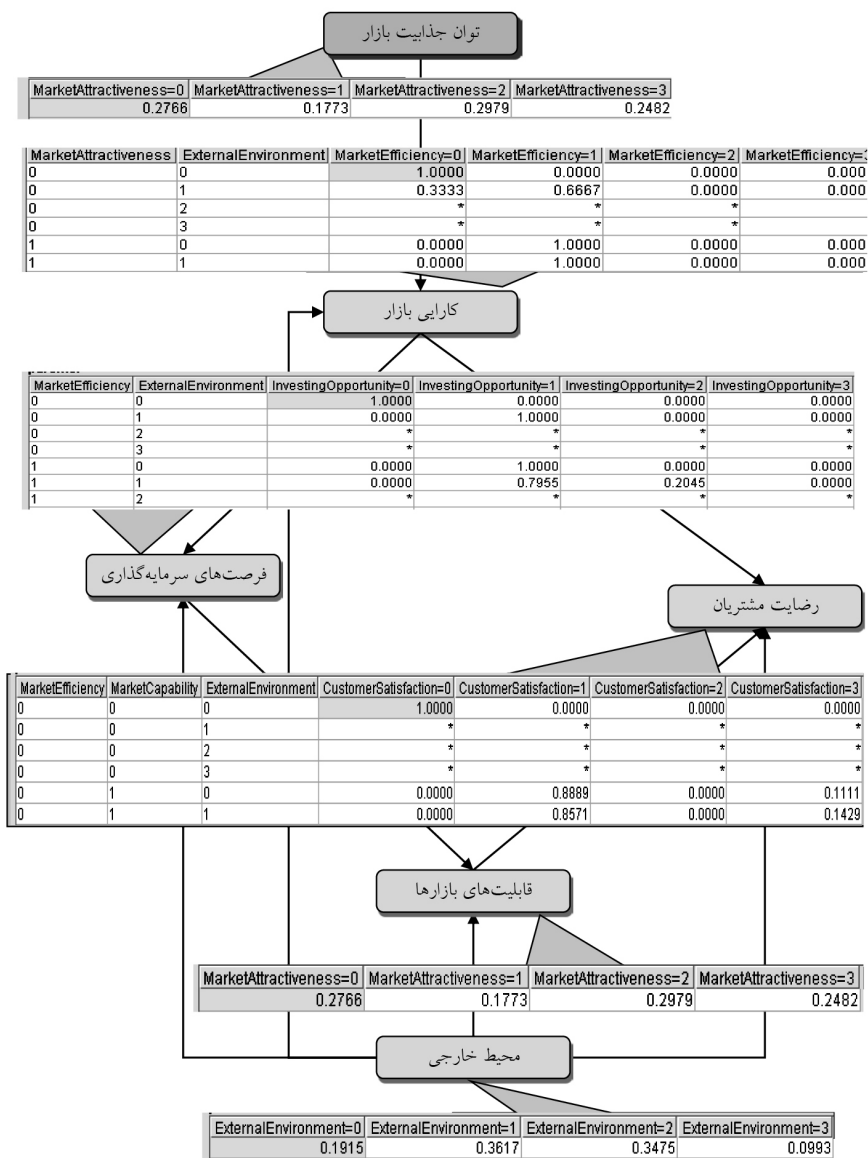 توان جذابیت بازار
MarketAttractiveness=0 MarketAttractiveness=1 MarketAttractiveness=2 MarketAttractiveness=3
0.2766 0.1773 0.2979 0.2482
MarketAttractiveness ExternalEnvironment MarketEfficiency=0 MarketEfficiency=1 MarketEfficiency=2 MarketEfficiency=3
0 0 1.0000 0.0000 0.0000 0.000
0 1 0.3333 0.6667 0.0000 0.000
0 2 * * *
0 3 * * *
1 0 0.0000 1.0000 0.0000 0.000
1 1 0.0000 1.0000 0.0000 0.000
کارایی بازار
MarketEfficiency ExternalEnvironment InvestingOpportunity=0 InvestingOpportunity=1 InvestingOpportunity=2 InvestingOpportunity=3
0 0 1.0000 0.0000 0.0000 0.0000
0 1 0.0000 1.0000 0.0000 0.0000
0 2 * * * *
0 3 * * * *
1 0 0.0000 1.0000 0.0000 0.0000
1 1 0.0000 0.7955 0.2045 0.0000
1 2 * * * *
فرصت‌های سرمایه‌گذاری
رضایت مشتریان
MarketEfficiency MarketCapability ExternalEnvironment CustomerSatisfaction=0 CustomerSatisfaction=1 CustomerSatisfaction=2 CustomerSatisfaction=3
0 0 0 1.0000 0.0000 0.0000 0.0000
0 0 1 * * * *
0 0 2 * * * *
0 0 3 * * * *
0 1 0 0.0000 0.8889 0.0000 0.1111
0 1 1 0.0000 0.8571 0.0000 0.1429
قابلیت‌های بازارها
MarketAttractiveness=0 MarketAttractiveness=1 MarketAttractiveness=2 MarketAttractiveness=3
0.2766 0.1773 0.2979 0.2482
محیط خارجی
ExternalEnvironment=0 ExternalEnvironment=1 ExternalEnvironment=2 ExternalEnvironment=3
0.1915 0.3617 0.3475 0.0993